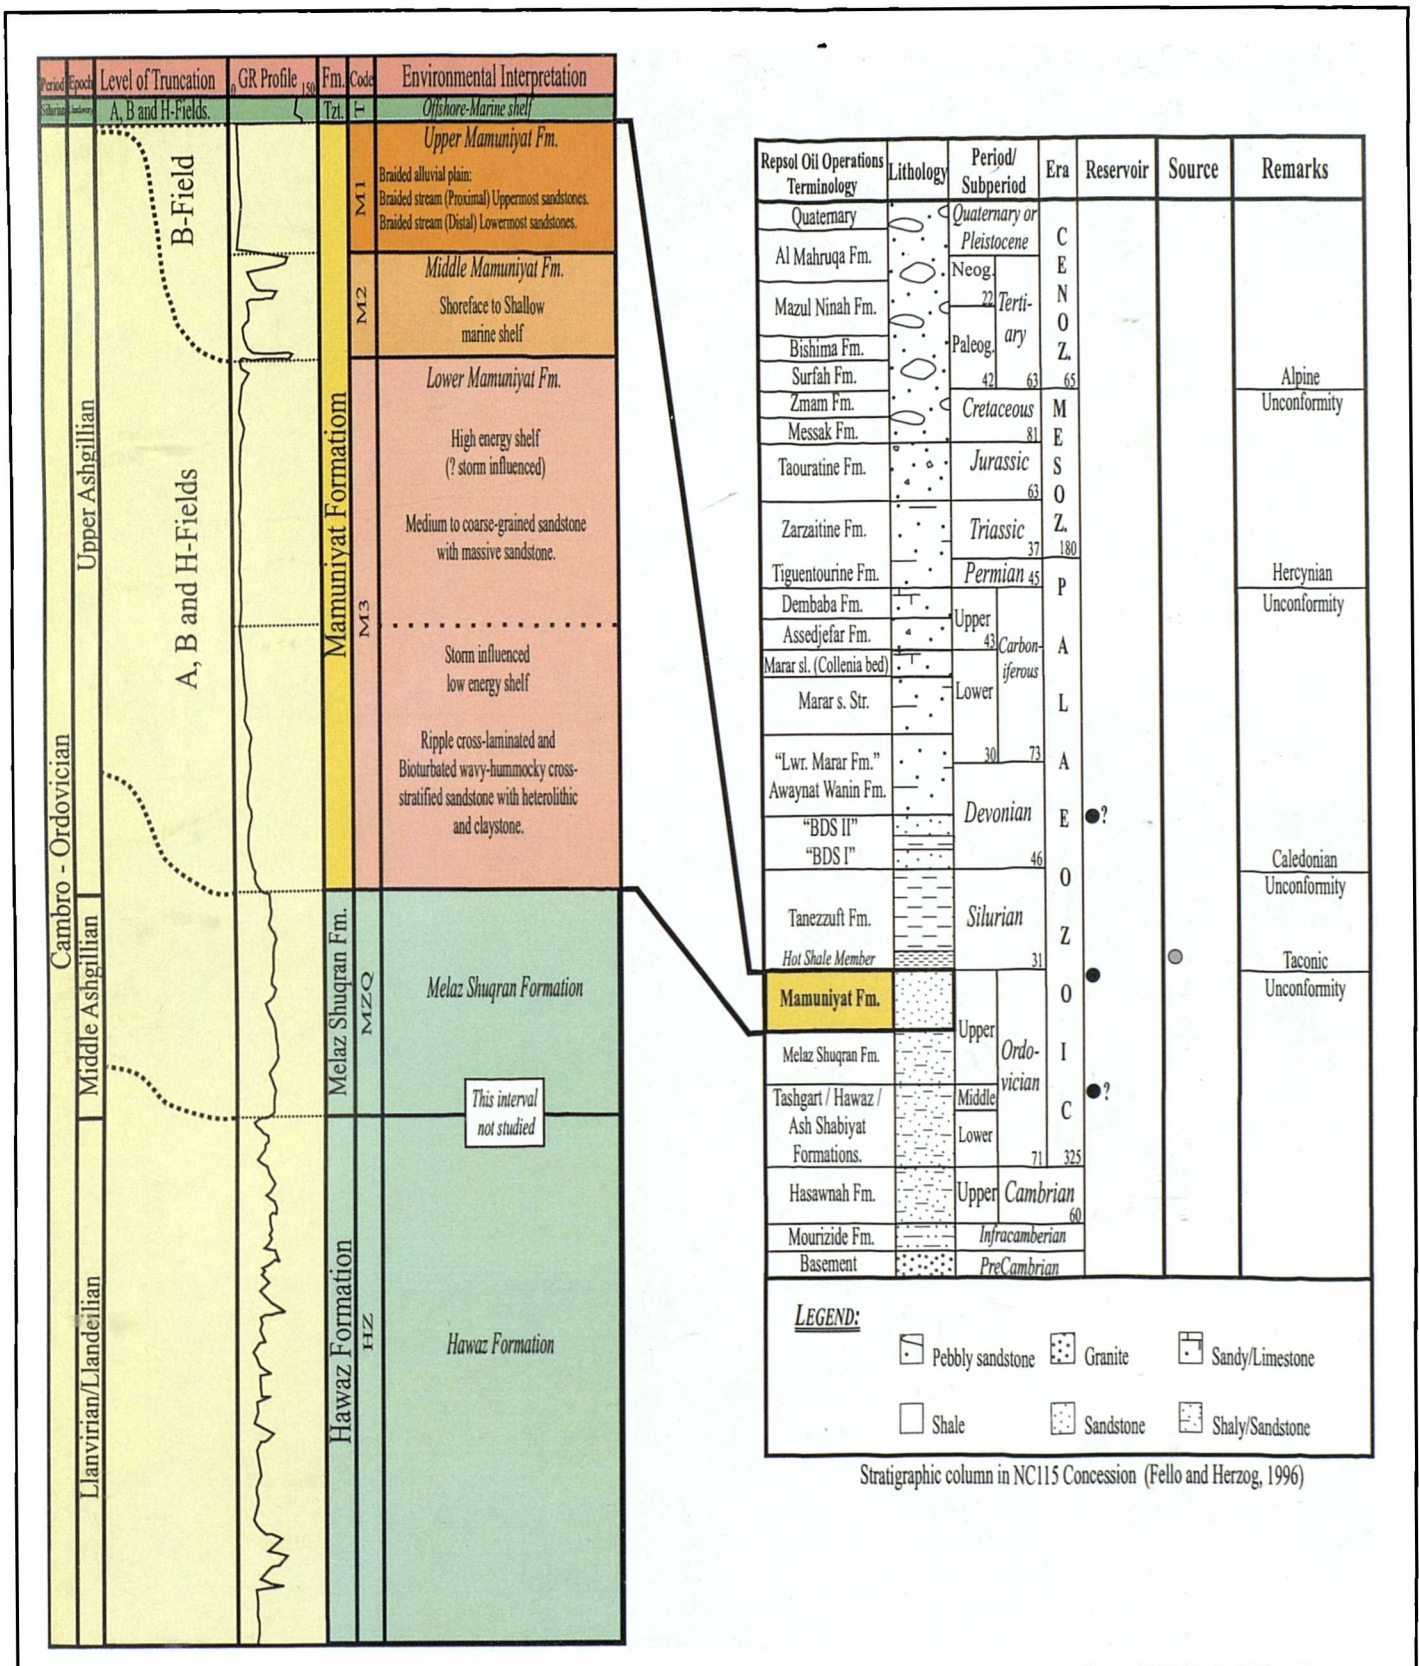 Period
Epoch
Level of Truncation
GR Profile
0
150
Fm.
Code
Environmental Interpretation
Silurian
A, B and H-Fields.
Tzt.
T
Offshore-Marine shelf
Cambro - Ordovician
Upper Ashgillian
Middle Ashgillian
Llanvirian/Llandeilian
B-Field
A, B and H-Fields
Mamuniyat Formatiom
Melaz Shuqran Fm.
Hawaz Formation
M1
M2
M3
MZQ
HZ
Upper Mamuniyat Fm.
Braided alluvial plain:
Braided stream (Proximal) Uppermost sandstones.
Braided stream (Distal) Lowermost sandstones.
Middle Mamuniyat Fm.
Shoreface to Shallow
marine shelf
Lower Mamuniyat Fm.
High energy shelf
(? storm influenced)
Medium to coarse-grained sandstone
with massive sandstone.
Storm influenced
low energy shelf
Ripple cross-laminated and
Bioturbated wavy-hummocky cross-
stratified sandstone with heterolithic
and claystone.
Melaz Shuqran Formation
This interval
not studied
Hawaz Formation
Repsol Oil Operations
Terminology
Lithology
Period/
Subperiod
Era
Reservoir
Source
Remarks
Quaternary
Al Mahruqa Fm.
Mazul Ninah Fm.
Bishima Fm.
Surfah Fm.
Zmam Fm.
Messak Fm.
Taouratine Fm.
Zarzaitine Fm.
Tiguentourine Fm.
Dembaba Fm.
Assedjefar Fm.
Marar sl. (Collenia bed)
Marar s. Str.
"Lwr. Marar Fm."
Awaynat Wanin Fm.
"BDS II"
"BDS I"
Tanezzuft Fm.
Hot Shale Member
Mamuniyat Fm.
Melaz Shuqran Fm.
Tashgart / Hawaz /
Ash Shabiyat
Formations.
Hasawnah Fm.
Mourizide Fm.
Basement
Quaternary or
Pleistocene
Neog.
22
Paleog.
42
Terti-
ary
63
Cretaceous
81
Jurassic
63
Triassic
37
Permian 45
Upper
43
Lower
30
Carbon-
iferous
73
Devonian
46
Silurian
31
Upper
Middle
Lower
Ordo-
vician
71
Upper
Cambrian
60
Infracamberian
PreCambrian
CENOZ.
65
MESOZ.
180
PALAEOZOIC
325
?
?
Alpine
Unconformity
Hercynian
Unconformity
Caledonian
Unconformity
Taconic
Unconformity
LEGEND:
Pebbly sandstone
Granite
Sandy/Limestone
Shale
Sandstone
Shaly/Sandstone
Stratigraphic column in NC115 Concession (Fello and Herzog, 1996)